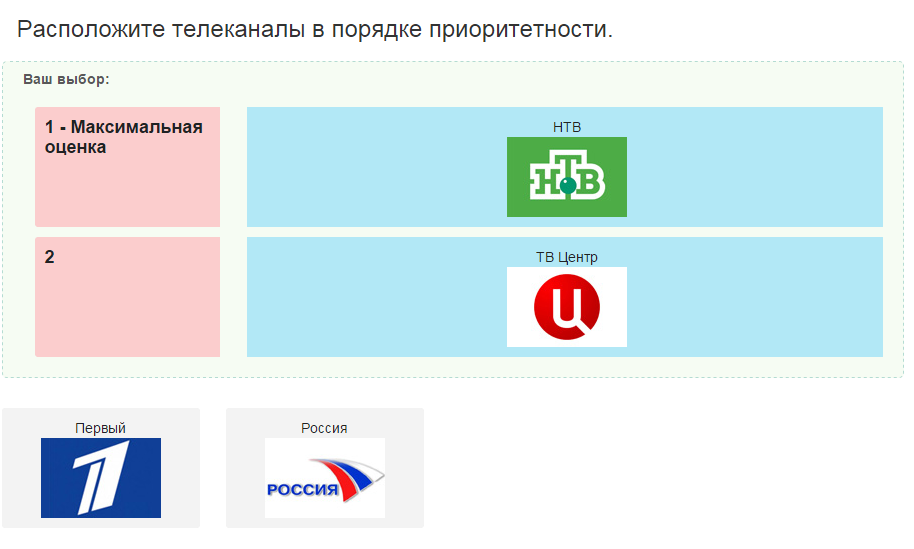 Расположите телеканалы в порядке приоритетности.
Ваш выбор:
1 - Максимальная
оценка
НТВ
НТВ
2
ТВ Центр
Ц
Первый
1
Россия
РОССИЯ